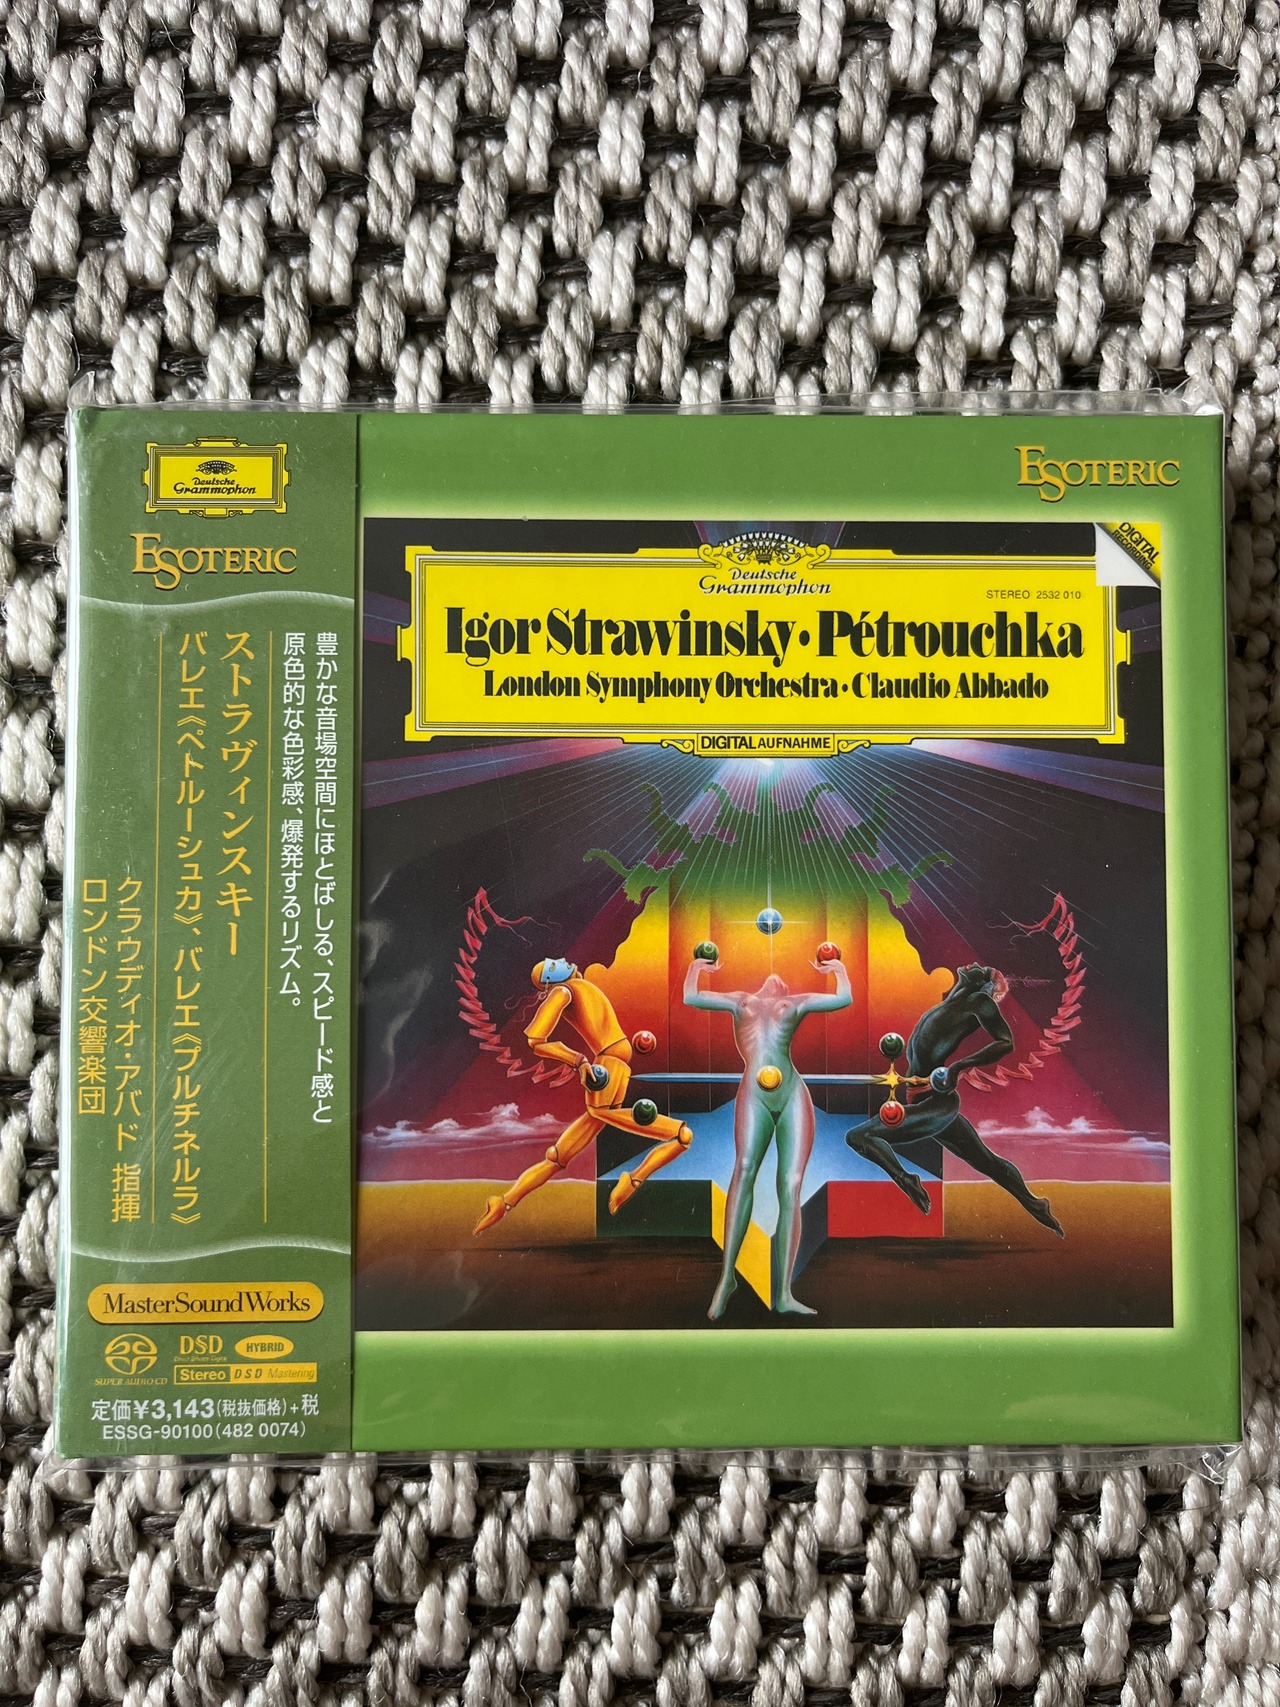 Deutsche
Grammophon
ESOTERIC
豊かな音場空間にほとばしる、スピード感と
原色的な色彩感、爆発するリズム。
ストラヴィンスキー
バレエ《ペトルーシュカ》、バレエ《プルチネルラ》
クラウディオ・アバド 指揮
ロンドン交響楽団
MasterSoundWorks
SUPER AUDIO CD
DSD
Direct Stream Digital
HYBRID
Stereo DSD Mastering
定価¥3,143(税抜価格)+税
ESSG-90100(482 0074)
ESOTERIC
DIGITAL
RECORDING
Deutsche
Grammophon
STEREO 2532 010
Igor Strawinsky · Pétrouchka
London Symphony Orchestra · Claudio Abbado
DIGITAL AUFNAHME